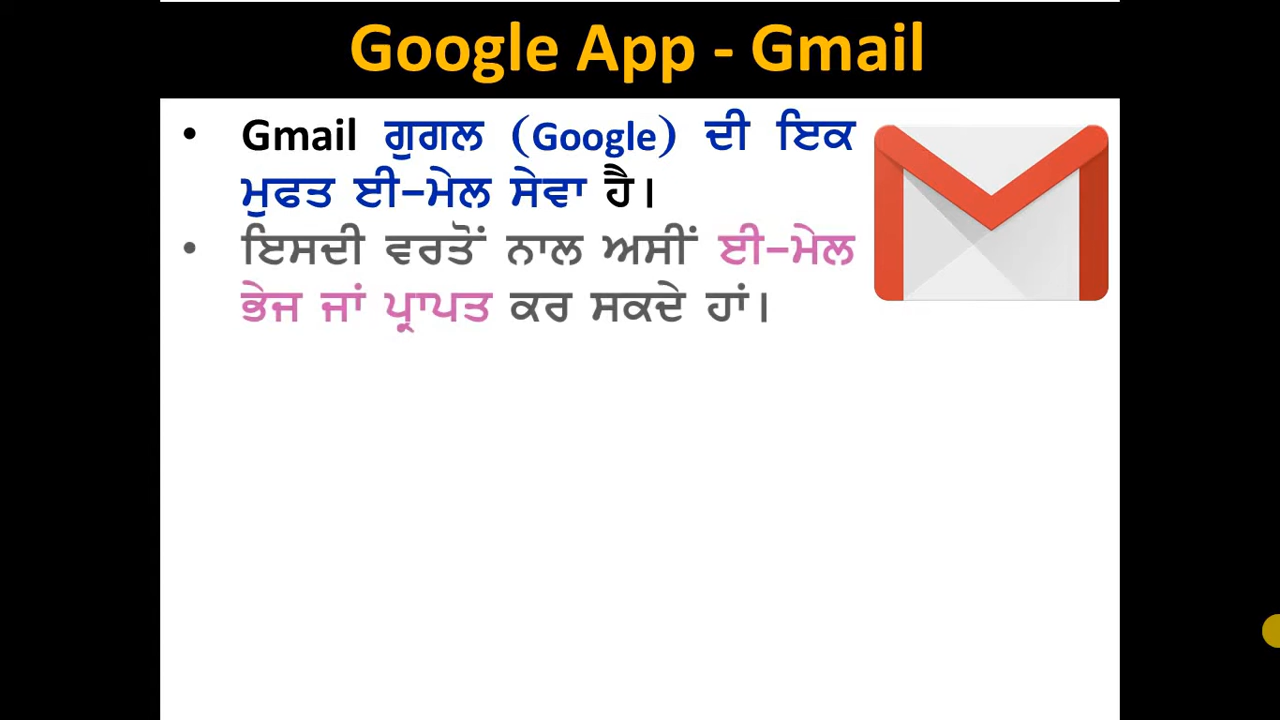 Google App - Gmail
• Gmail ਗੁਗਲ (Google) ਦੀ ਇਕ
ਮੁਫਤ ਈ-ਮੇਲ ਸੇਵਾ ਹੈ।
• ਇਸਦੀ ਵਰਤੋਂ ਨਾਲ ਅਸੀਂ ਈ-ਮੇਲ
ਭੇਜ ਜਾਂ ਪ੍ਰਾਪਤ ਕਰ ਸਕਦੇ ਹਾਂ।